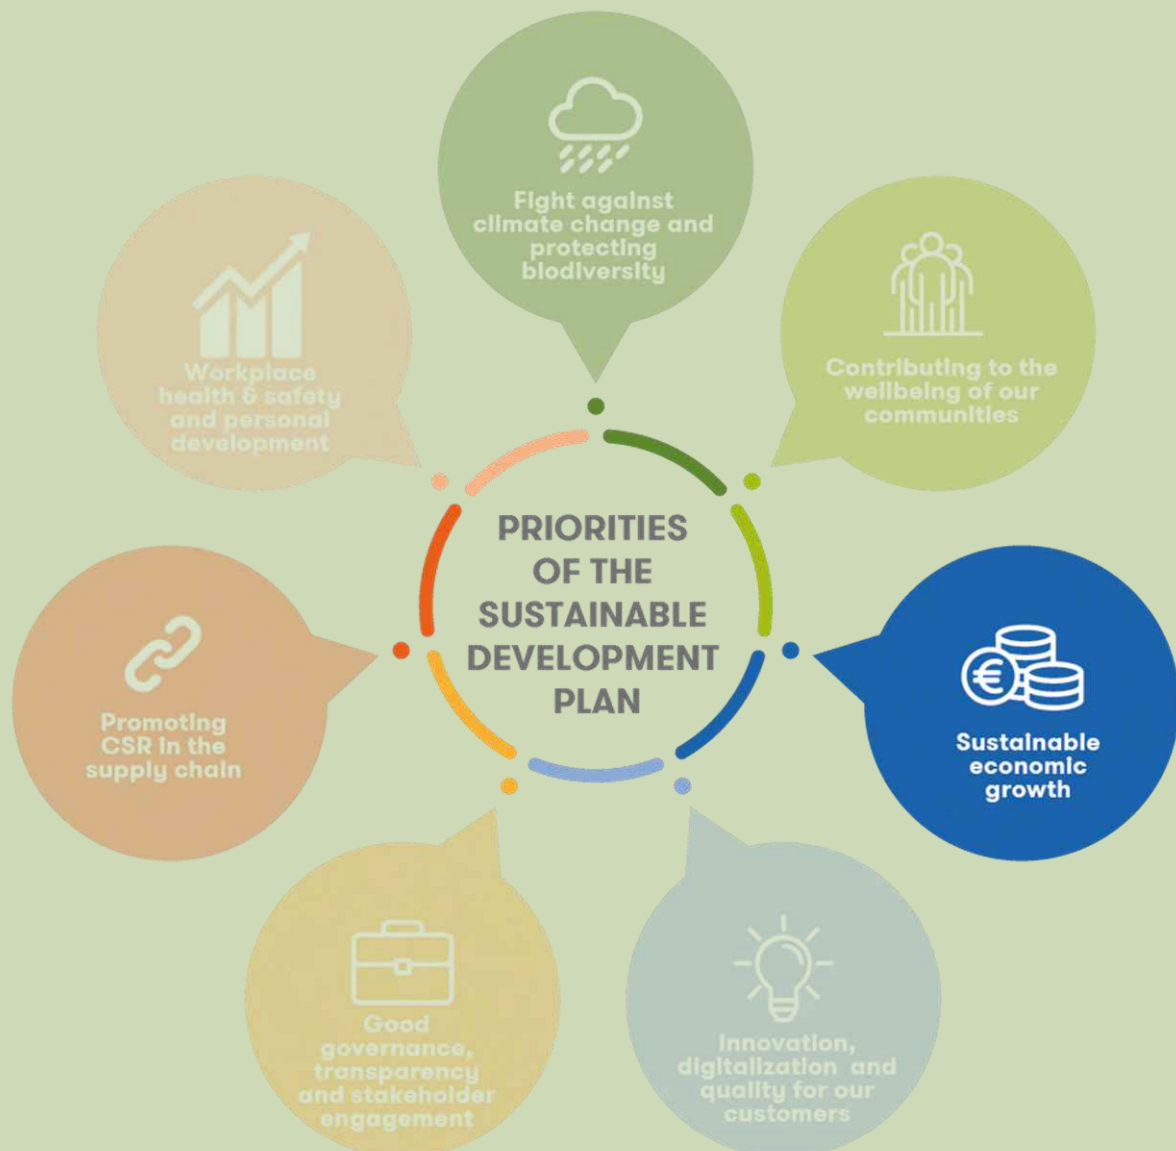 Fight against
climate change and
protecting
biodiversity
Contributing to the
wellbeing of our
communities
Sustainable
economic
growth
Innovation,
digitalization and
quality for our
customers
Good
governance,
transparency
and stakeholder
engagement
Promoting
CSR in the
supply chain
Workplace
health & safety
and personal
development
PRIORITIES
OF THE
SUSTAINABLE
DEVELOPMENT
PLAN
€